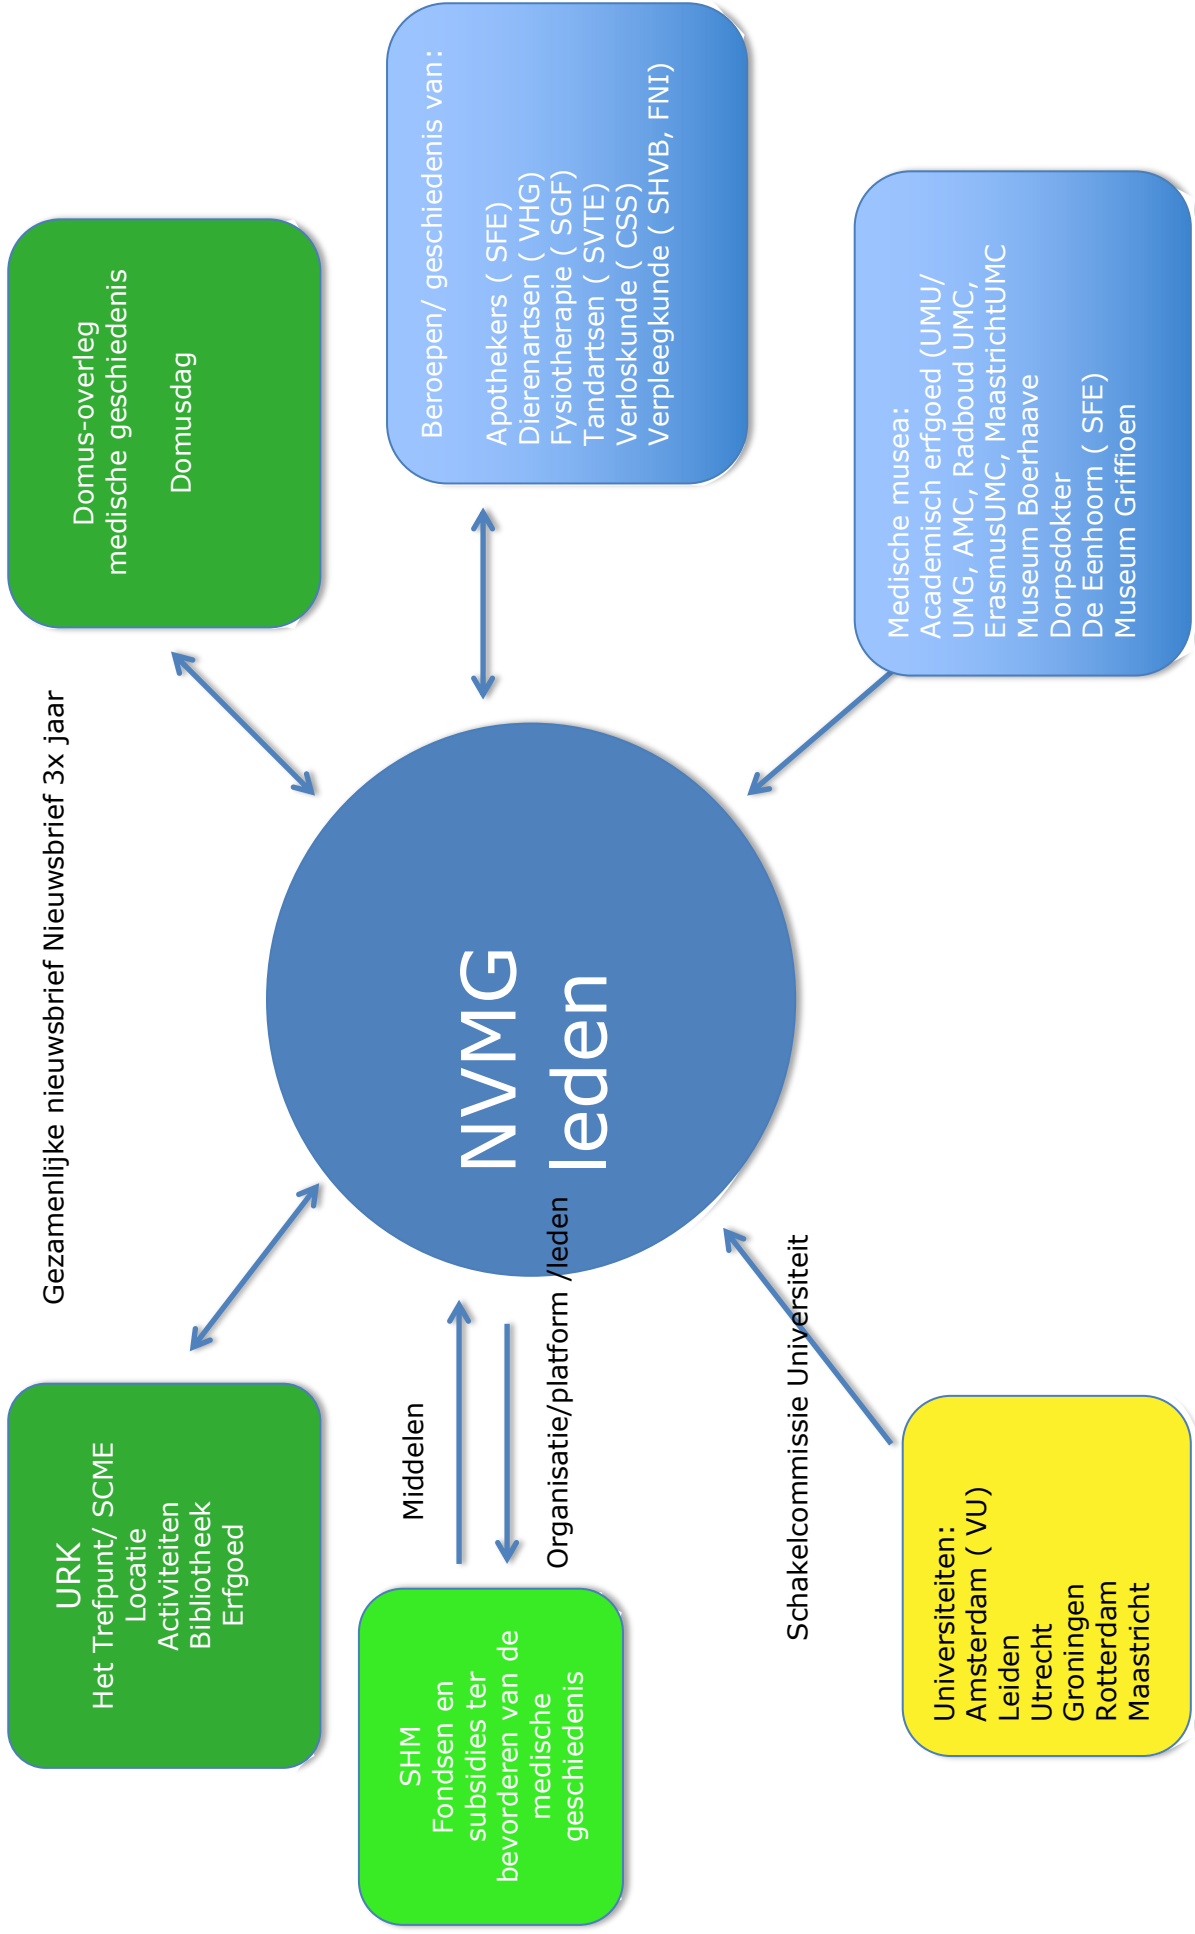 URK
Het Trefpunt/ SCME
Locatie
Activiteiten
Bibliotheek
Erfgoed
Gezamenlijke nieuwsbrief Nieuwsbrief 3x jaar
Domus-overleg
medische geschiedenis
Domusdag
SHM
Fondsen en
subsidies ter
bevorderen van de
medische
geschiedenis
Middelen
Organisatie/platform /leden
NVMG
leden
Beroepen/ geschiedenis van:
Apothekers ( SFE)
Dierenartsen ( VHG)
Fysiotherapie ( SGF)
Tandartsen ( SVTE)
Verloskunde ( CSS)
Verpleegkunde ( SHVB, FNI)
Schakelcommissie Universiteit
Universiteiten:
Amsterdam ( VU)
Leiden
Utrecht
Groningen
Rotterdam
Maastricht
Medische musea:
Academisch erfgoed (UMU/
UMG, AMC, Radboud UMC,
ErasmusUMC, MaastrichtUMC
Museum Boerhaave
Dorpsdokter
De Eenhoorn ( SFE)
Museum Griffioen